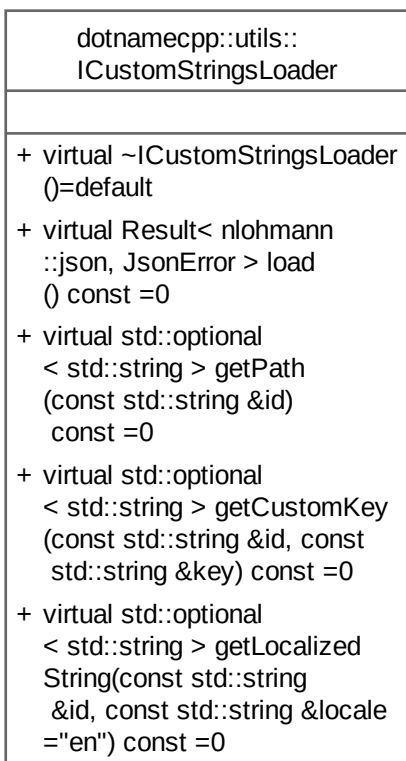 dotnamecpp::utils::
ICustomStringsLoader
+ virtual ~ICustomStringsLoader
()=default
+ virtual Result< nlohmann
::json, JsonError > load
() const =0
+ virtual std::optional
< std::string > getPath
(const std::string &id)
const =0
+ virtual std::optional
< std::string > getCustomKey
(const std::string &id, const
std::string &key) const =0
+ virtual std::optional
< std::string > getLocalized
String(const std::string
&id, const std::string &locale
="en") const =0